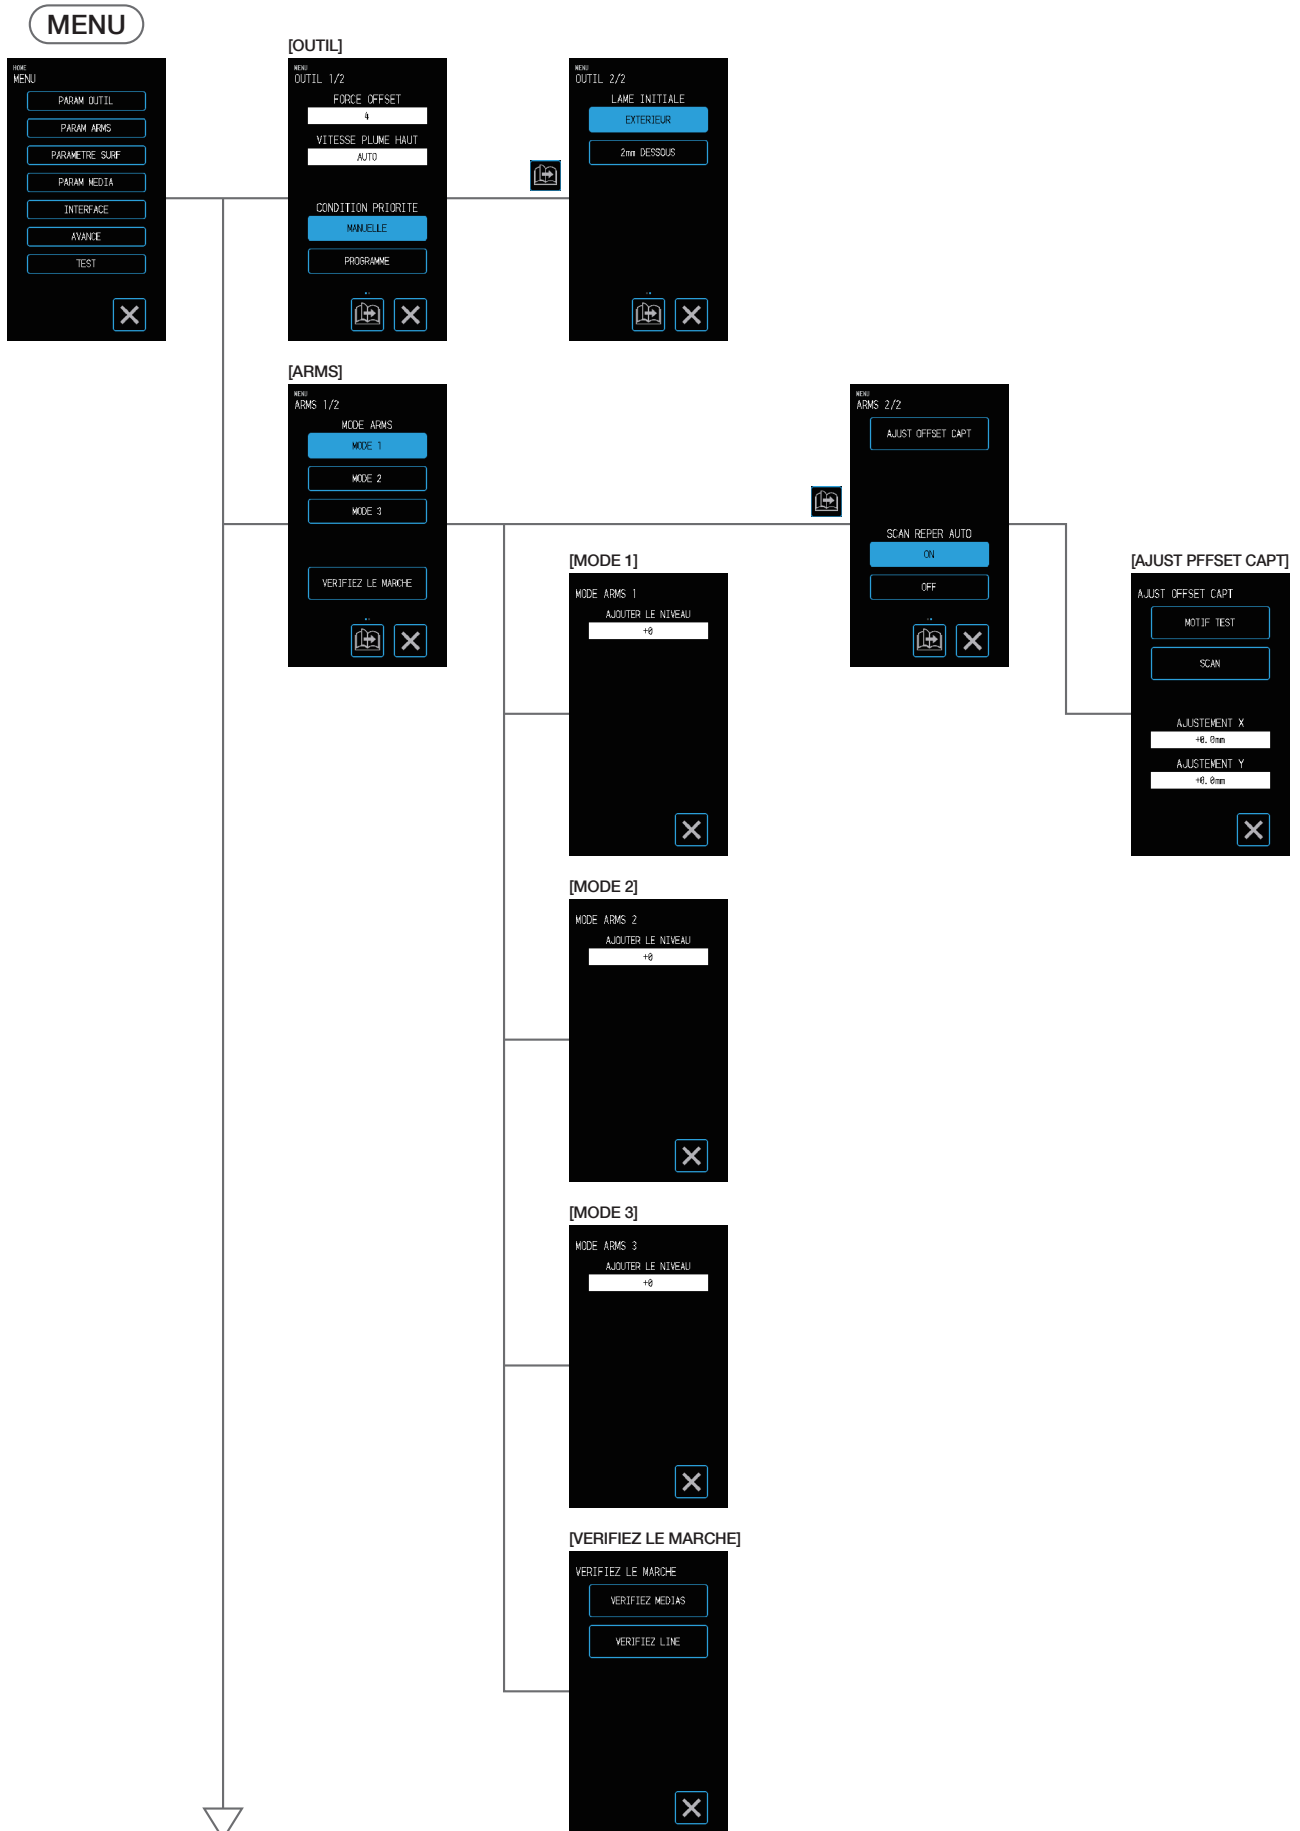 MENU
HOME
MENU
PARAM OUTIL
PARAM ARMS
PARAMETRE SURF
PARAM MEDIA
INTERFACE
AVANCE
TEST
[OUTIL]
MENU
OUTIL 1/2
FORCE OFFSET
4
VITESSE PLUME HAUT
AUTO
CONDITION PRIORITE
MANUELLE
PROGRAMME
MENU
OUTIL 2/2
LAME INITIALE
EXTERIEUR
2mm DESSOUS
[ARMS]
MENU
ARMS 1/2
MODE ARMS
MODE 1
MODE 2
MODE 3
VERIFIEZ LE MARCHE
MENU
ARMS 2/2
AJUST OFFSET CAPT
SCAN REPER AUTO
ON
OFF
[AJUST PFFSET CAPT]
AJUST OFFSET CAPT
MOTIF TEST
SCAN
AJUSTEMENT X
+0.0mm
AJUSTEMENT Y
+0.0mm
[MODE 1]
MODE ARMS 1
AJOUTER LE NIVEAU
+0
[MODE 2]
MODE ARMS 2
AJOUTER LE NIVEAU
+0
[MODE 3]
MODE ARMS 3
AJOUTER LE NIVEAU
+0
[VERIFIEZ LE MARCHE]
VERIFIEZ LE MARCHE
VERIFIEZ MEDIAS
VERIFIEZ LINE